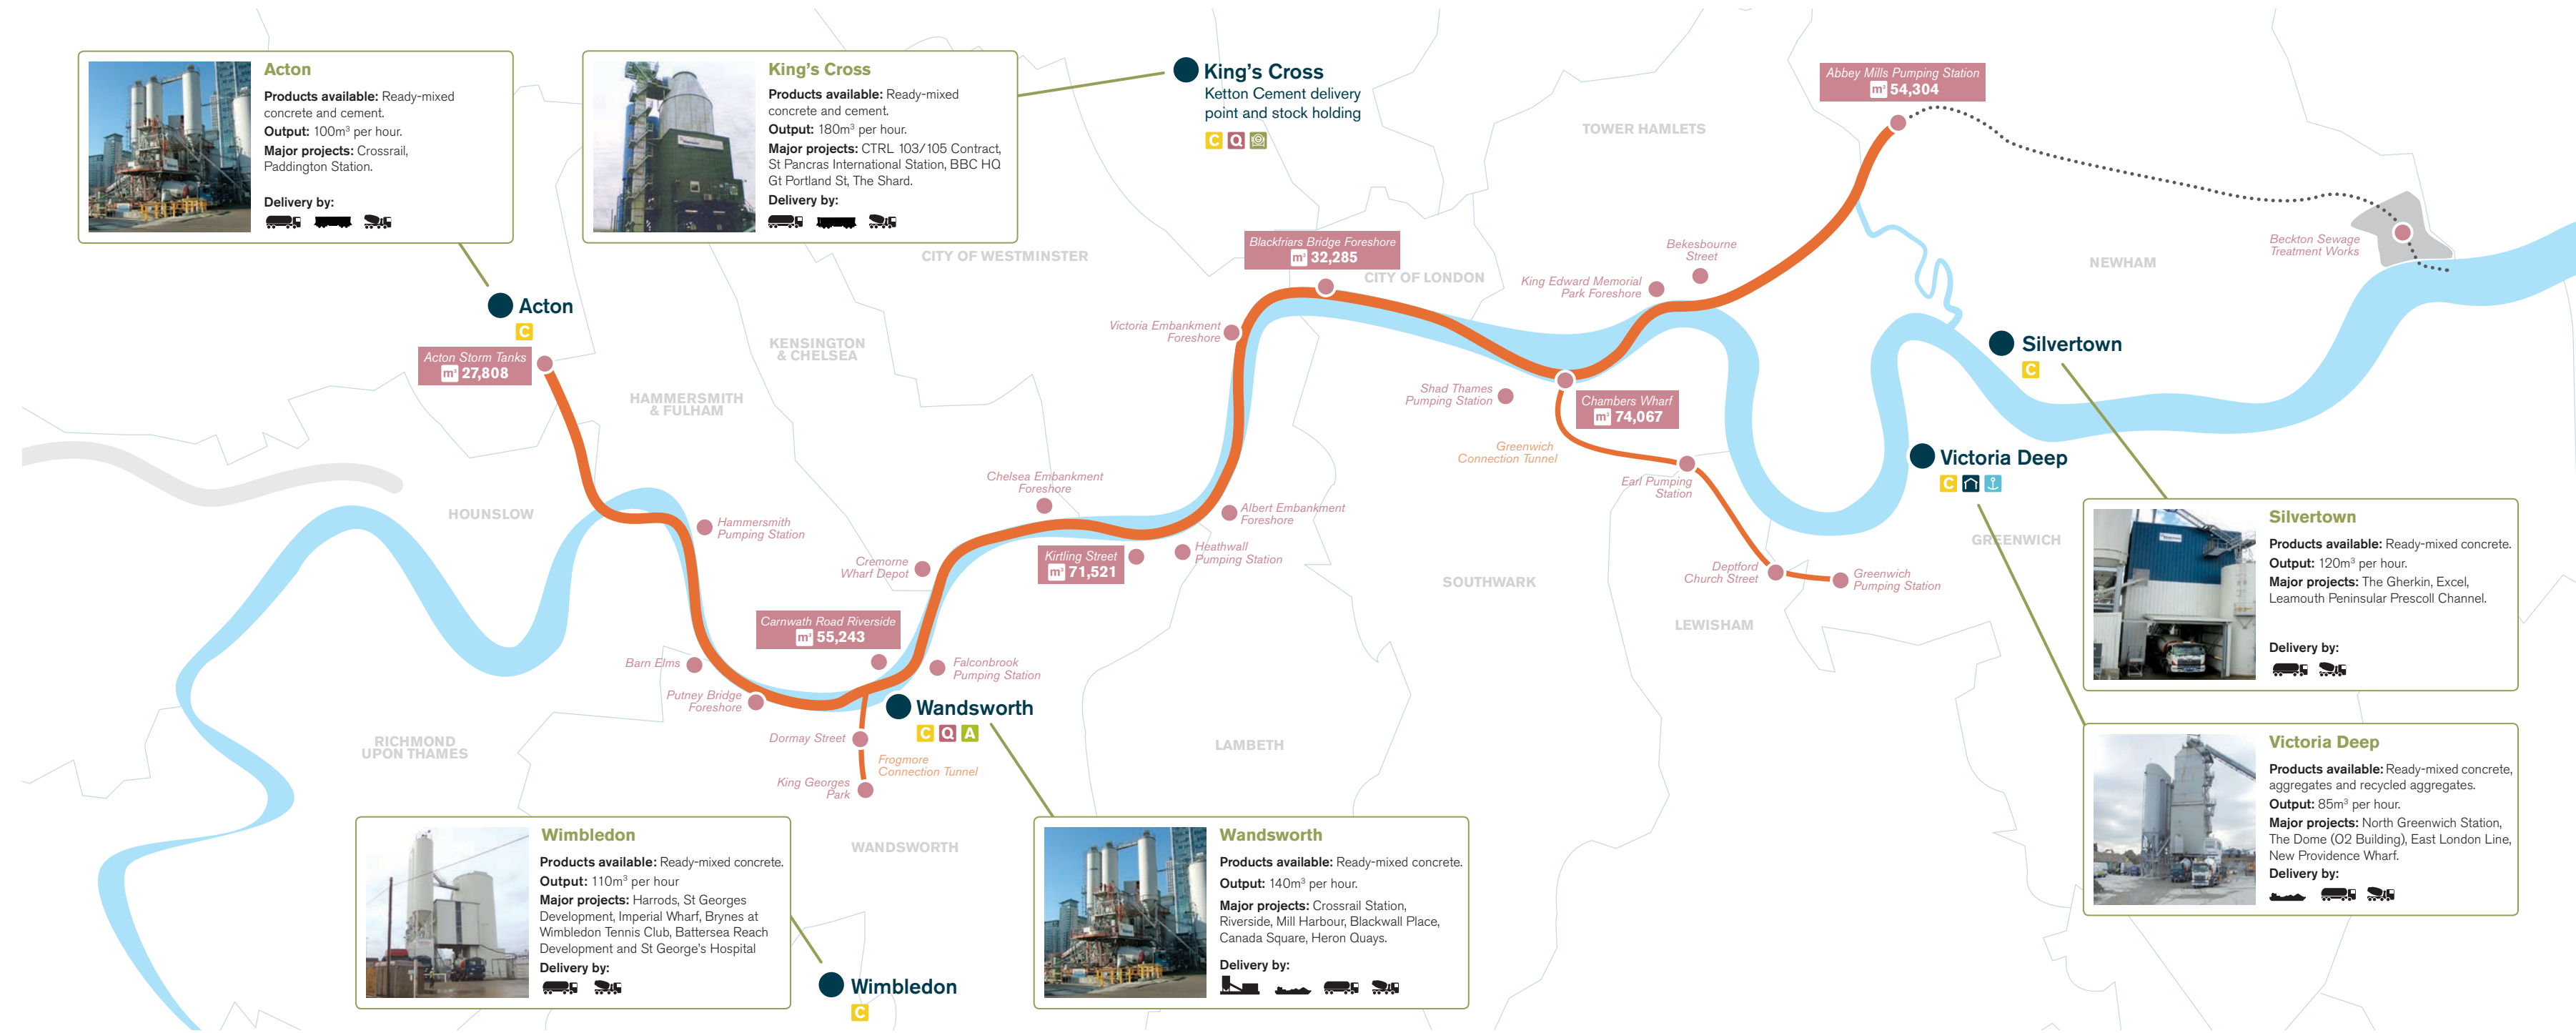 Acton
Products available: Ready-mixed
concrete and cement.
Output: 100m³ per hour.
Major projects: Crossrail,
Paddington Station.
Delivery by:
King's Cross
Products available: Ready-mixed
concrete and cement.
Output: 180m³ per hour.
Major projects: CTRL 103/105 Contract,
St Pancras International Station, BBC HQ
Gt Portland St, The Shard.
Delivery by:
King's Cross
Ketton Cement delivery
point and stock holding
C Q
Abbey Mills Pumping Station
m³ 54,304
TOWER HAMLETS
CITY OF WESTMINSTER
Blackfriars Bridge Foreshore
m³ 32,285
CITY OF LONDON
Bekesbourne
Street
King Edward Memorial
Park Foreshore
NEWHAM
Beckton Sewage
Treatment Works
Acton
C
Acton Storm Tanks
m³ 27,808
KENSINGTON
& CHELSEA
Victoria Embankment
Foreshore
Silvertown
C
HAMMERSMITH
& FULHAM
Shad Thames
Pumping Station
Chambers Wharf
m³ 74,067
Greenwich
Connection Tunnel
Victoria Deep
C
Earl Pumping
Station
HOUNSLOW
Hammersmith
Pumping Station
Chelsea Embankment
Foreshore
Albert Embankment
Foreshore
Cremorne
Wharf Depot
Kirtling Street
m³ 71,521
Heathwall
Pumping Station
SOUTHWARK
GREENWICH
Deptford
Church Street
Greenwich
Pumping Station
LEWISHAM
Silvertown
Products available: Ready-mixed concrete.
Output: 120m³ per hour.
Major projects: The Gherkin, Excel,
Leamouth Peninsular Prescoll Channel.
Delivery by:
Carnwath Road Riverside
m³ 55,243
Barn Elms
Putney Bridge
Foreshore
Falconbrook
Pumping Station
Wandsworth
C Q A
Dormay Street
Frogmore
Connection Tunnel
King Georges
Park
RICHMOND
UPON THAMES
LAMBETH
WANDSWORTH
Victoria Deep
Products available: Ready-mixed concrete,
aggregates and recycled aggregates.
Output: 85m³ per hour.
Major projects: North Greenwich Station,
The Dome (O2 Building), East London Line,
New Providence Wharf.
Delivery by:
Wimbledon
Products available: Ready-mixed concrete.
Output: 110m³ per hour
Major projects: Harrods, St Georges
Development, Imperial Wharf, Brynes at
Wimbledon Tennis Club, Battersea Reach
Development and St George's Hospital
Delivery by:
Wimbledon
C
Wandsworth
Products available: Ready-mixed concrete.
Output: 140m³ per hour.
Major projects: Crossrail Station,
Riverside, Mill Harbour, Blackwall Place,
Canada Square, Heron Quays.
Delivery by: